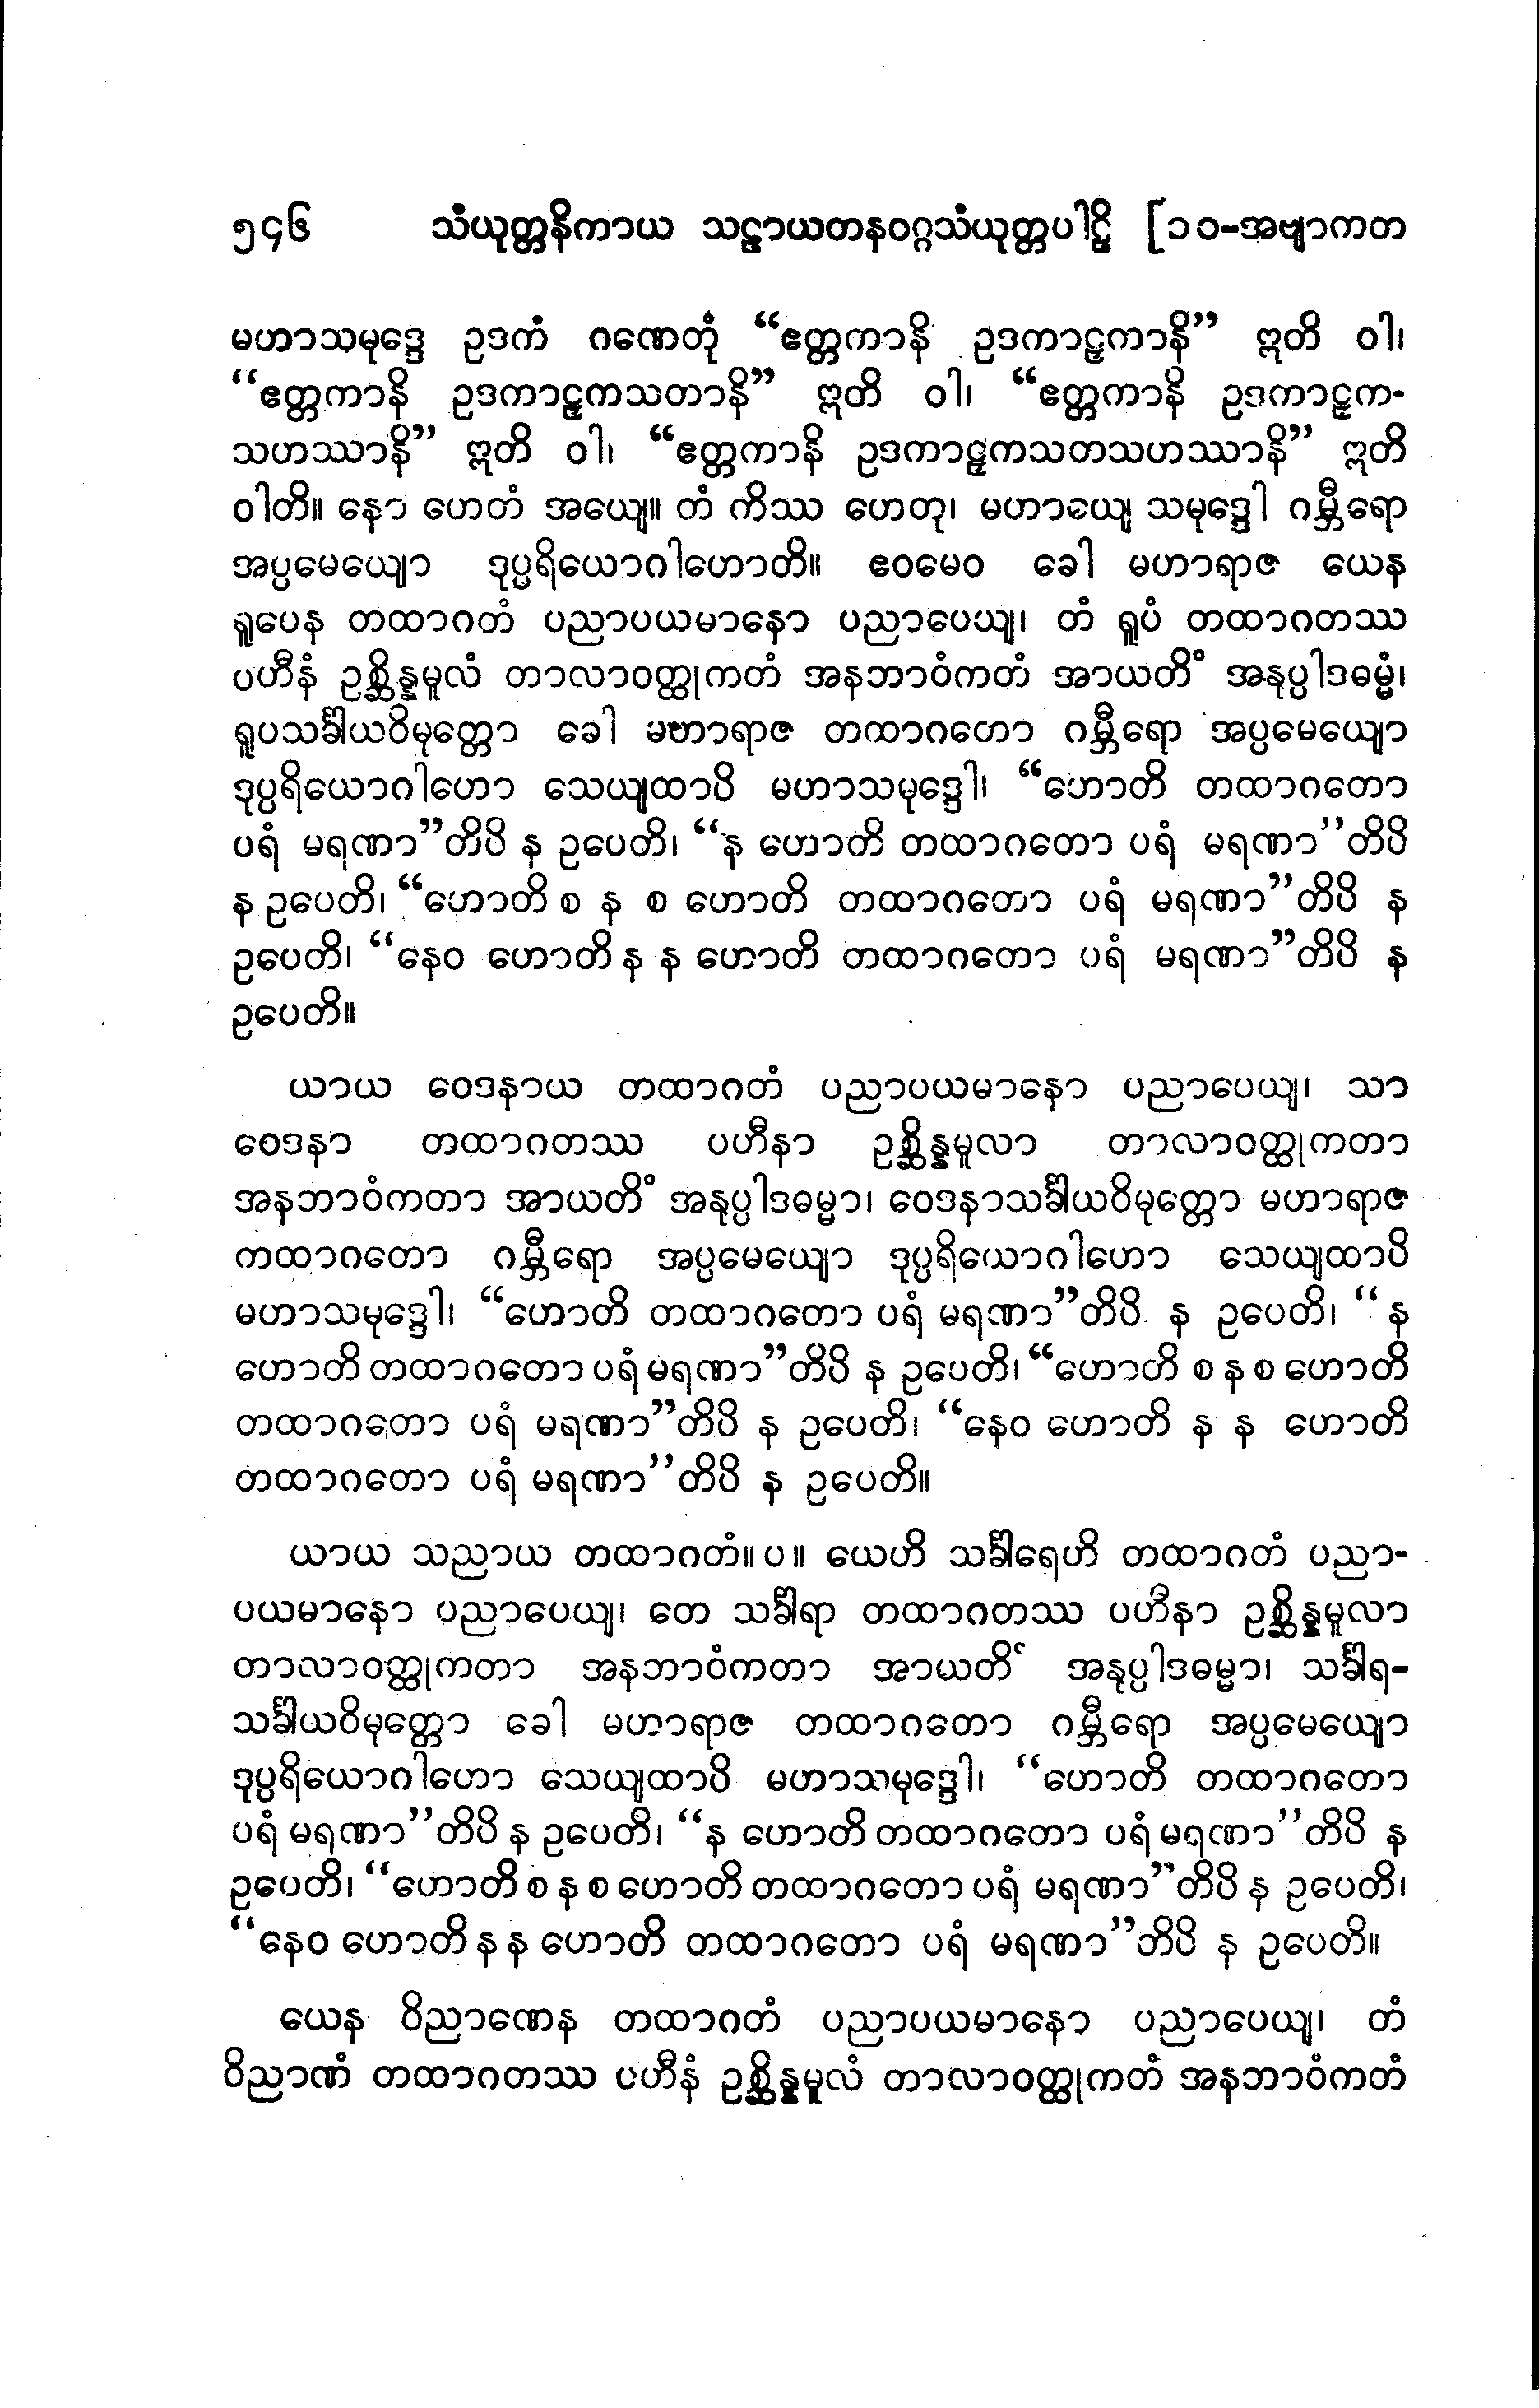 ၅၄၆ သံယုတ္တနိကာယ သဠာယတနဝဂ္ဂသံယုတ္တပါဠိ [၁၀-အဗျာကတ
မဟာသမုဒ္ဒေ ဥဒကံ ဂဏေတုံ “ဧတ္တကာနိ ဥဒကာဠှကာနိ” ဣတိ ဝါ၊
“ဧတ္တကာနိ ဥဒကာဠှကသတာနိ” ဣတိ ဝါ၊ “ဧတ္တကာနိ ဥဒကာဠှက-
သဟဿာနိ” ဣတိ ဝါ၊ “ဧတ္တကာနိ ဥဒကာဠှကသတသဟဿာနိ” ဣတိ
ဝါတိ။ နော ဟေတံ အယျေ။ တံ ကိဿ ဟေတု၊ မဟာယျေ သမုဒ္ဒေါ ဂမ္ဘီရော
အပ္ပမေယျော ဒုပ္ပရိယောဂါဟောတိ။ ဧဝမေဝ ခေါ မဟာရာဇ ယေန
ရူပေန တထာဂတံ ပညာပယမာနော ပညာပေယျ၊ တံ ရူပံ တထာဂတဿ
ပဟီနံ ဥစ္ဆိန္နမူလံ တာလာဝတ္ထုကတံ အနဘာဝံကတံ အာယတိံ အနုပ္ပါဒဓမ္မံ၊
ရူပသင်္ခါယဝိမုတ္တော ခေါ မဟာရာဇ တထာဂတော ဂမ္ဘီရော အပ္ပမေယျော
ဒုပ္ပရိယောဂါဟော သေယျထာပိ မဟာသမုဒ္ဒေါ၊ “ဟောတိ တထာဂတော
ပရံ မရဏာ”တိပိ န ဥပေတိ၊ “န ဟောတိ တထာဂတော ပရံ မရဏာ”တိပိ
န ဥပေတိ၊ “ဟောတိ စ န စ ဟောတိ တထာဂတော ပရံ မရဏာ”တိပိ န
ဥပေတိ၊ “နေဝ ဟောတိ န န ဟောတိ တထာဂတော ပရံ မရဏာ”တိပိ န
ဥပေတိ။
ယာယ ဝေဒနာယ တထာဂတံ ပညာပယမာနော ပညာပေယျ၊ သာ
ဝေဒနာ တထာဂတဿ ပဟီနာ ဥစ္ဆိန္နမူလာ တာလာဝတ္ထုကတာ
အနဘာဝံကတာ အာယတိံ အနုပ္ပါဒဓမ္မာ၊ ဝေဒနာသင်္ခါယဝိမုတ္တော မဟာရာဇ
တထာဂတော ဂမ္ဘီရော အပ္ပမေယျော ဒုပ္ပရိယောဂါဟော သေယျထာပိ
မဟာသမုဒ္ဒေါ၊ “ဟောတိ တထာဂတော ပရံ မရဏာ”တိပိ န ဥပေတိ၊ “န
ဟောတိ တထာဂတော ပရံ မရဏာ”တိပိ န ဥပေတိ၊ “ဟောတိ စ န စ ဟောတိ
တထာဂတော ပရံ မရဏာ”တိပိ န ဥပေတိ၊ “နေဝ ဟောတိ န န ဟောတိ
တထာဂတော ပရံ မရဏာ”တိပိ န ဥပေတိ။
ယာယ သညာယ တထာဂတံ။ ပ။ ယေဟိ သင်္ခါရေဟိ တထာဂတံ ပညာ-
ပယမာနော ပညာပေယျ၊ တေ သင်္ခါရာ တထာဂတဿ ပဟီနာ ဥစ္ဆိန္နမူလာ
တာလာဝတ္ထုကတာ အနဘာဝံကတာ အာယတိံ အနုပ္ပါဒဓမ္မာ၊ သင်္ခါရ-
သင်္ခါယဝိမုတ္တော ခေါ မဟာရာဇ တထာဂတော ဂမ္ဘီရော အပ္ပမေယျော
ဒုပ္ပရိယောဂါဟော သေယျထာပိ မဟာသမုဒ္ဒေါ၊ “ဟောတိ တထာဂတော
ပရံ မရဏာ”တိပိ န ဥပေတိ၊ “န ဟောတိ တထာဂတော ပရံ မရဏာ”တိပိ န
ဥပေတိ၊ “ဟောတိ စ န စ ဟောတိ တထာဂတော ပရံ မရဏာ”တိပိ န ဥပေတိ၊
“နေဝ ဟောတိ န န ဟောတိ တထာဂတော ပရံ မရဏာ”တိပိ န ဥပေတိ။
ယေန ဝိညာဏေန တထာဂတံ ပညာပယမာနော ပညာပေယျ၊ တံ
ဝိညာဏံ တထာဂတဿ ပဟီနံ ဥစ္ဆိန္နမူလံ တာလာဝတ္ထုကတံ အနဘာဝံကတံ